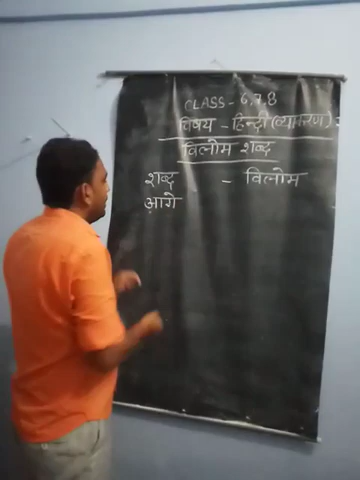 CLASS - 6,7,8
विषय - हिन्दी (व्याकरण)
विलोम शब्द
शब्द - विलोम
आगे